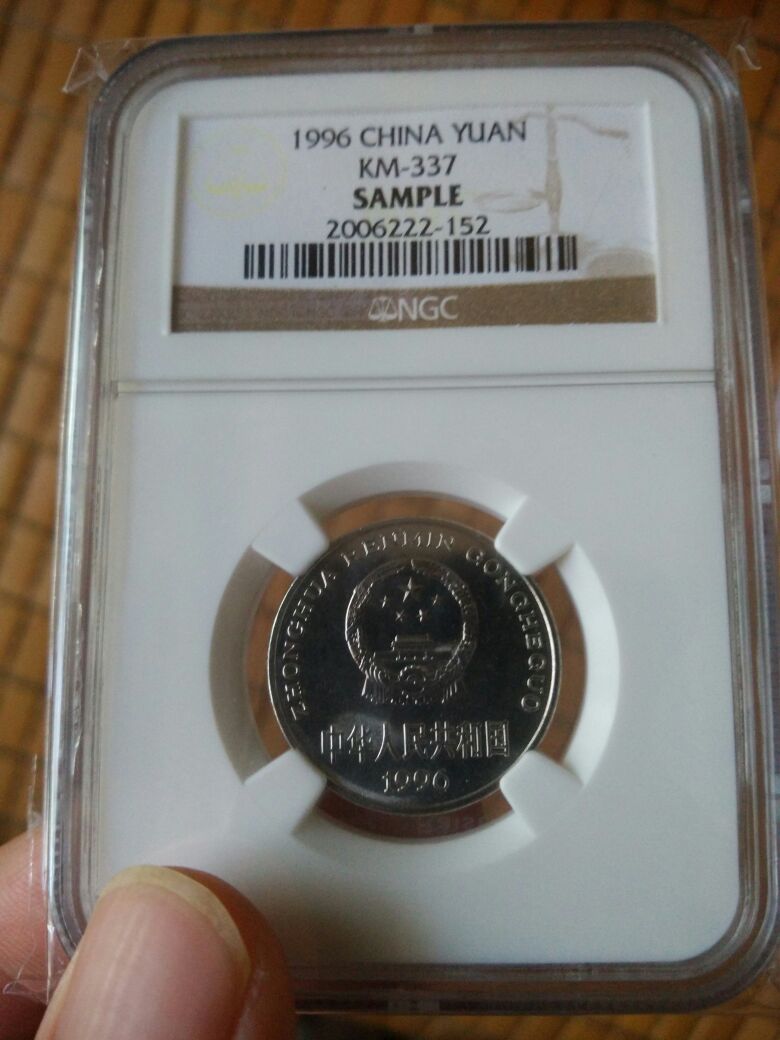 1996 CHINA YUAN
KM-337
SAMPLE
2006222-152
NGC
ZHONGHUA RENMIN GONGHEGUO
中华人民共和国
1996